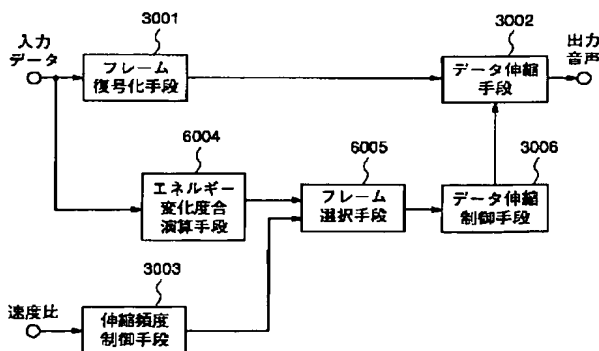 3001
3002
入力
データ
フレーム
復号化手段
データ伸縮
手段
出力
音声
6004
6005
3006
エネルギー
変化度合
演算手段
フレーム
選択手段
データ伸縮
制御手段
3003
速度比
伸縮頻度
制御手段